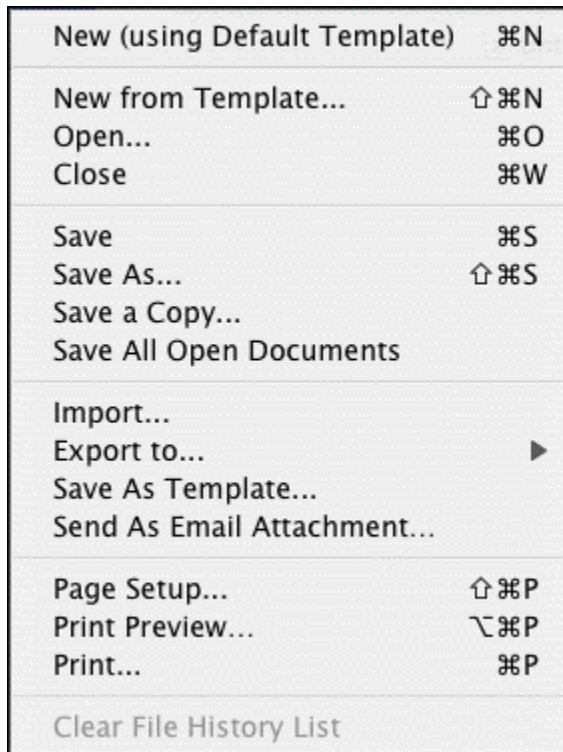 New (using Default Template) ⌘N
New from Template... ⇧⌘N
Open... ⌘O
Close ⌘W
Save ⌘S
Save As... ⇧⌘S
Save a Copy...
Save All Open Documents
Import...
Export to... ▶
Save As Template...
Send As Email Attachment...
Page Setup... ⇧⌘P
Print Preview... ⌥⌘P
Print... ⌘P
Clear File History List